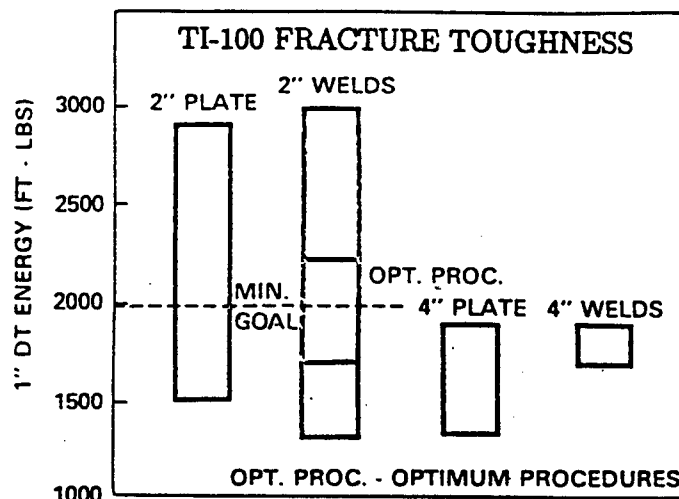 TI-100 FRACTURE TOUGHNESS
1" DT ENERGY (FT - LBS)
3000
2500
2000
1500
1000
2" PLATE
2" WELDS
MIN.
GOAL
OPT. PROC.
4" PLATE
4" WELDS
OPT. PROC. - OPTIMUM PROCEDURES